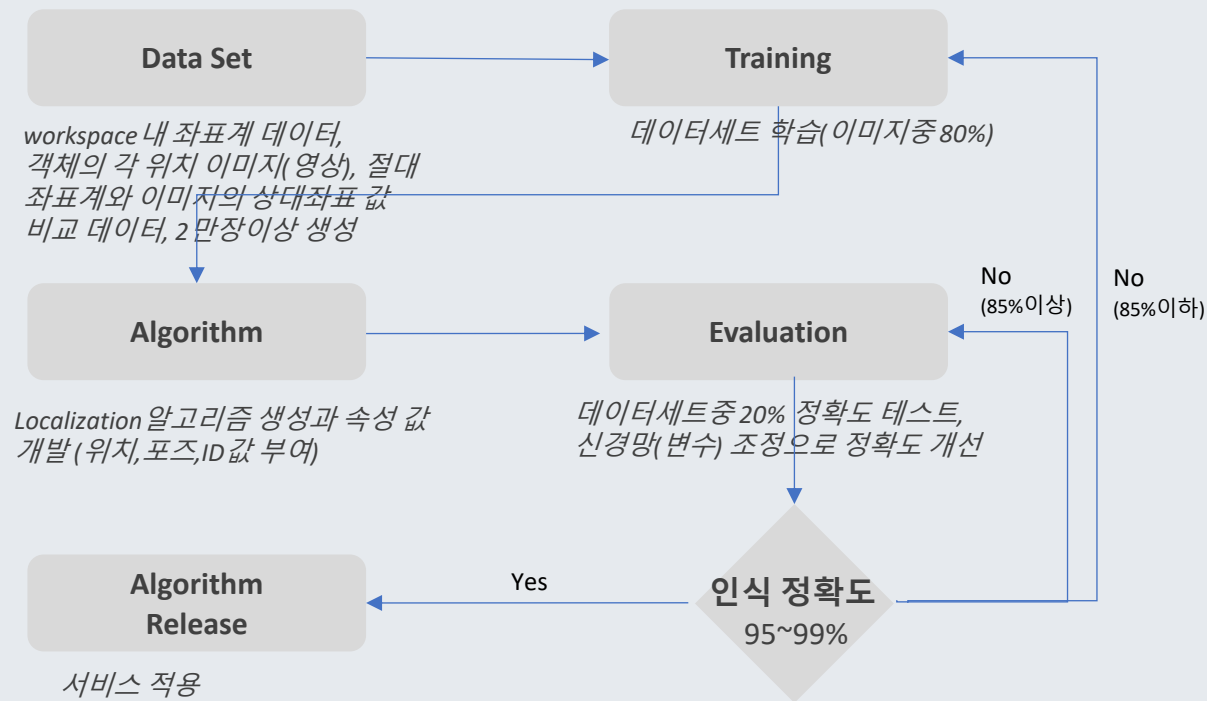 Data Set
Training
workspace 내 좌표계 데이터,
객체의 각 위치 이미지(영상), 절대
좌표계와 이미지의 상대좌표 값
비교 데이터, 2만장이상 생성
데이터세트 학습(이미지중 80%)
No
(85%이상)
No
(85%이하)
Algorithm
Evaluation
Localization 알고리즘 생성과 속성 값
개발 (위치,포즈,ID값 부여)
데이터세트중 20% 정확도 테스트,
신경망(변수) 조정으로 정확도 개선
Algorithm
Release
Yes
인식 정확도
95~99%
서비스 적용